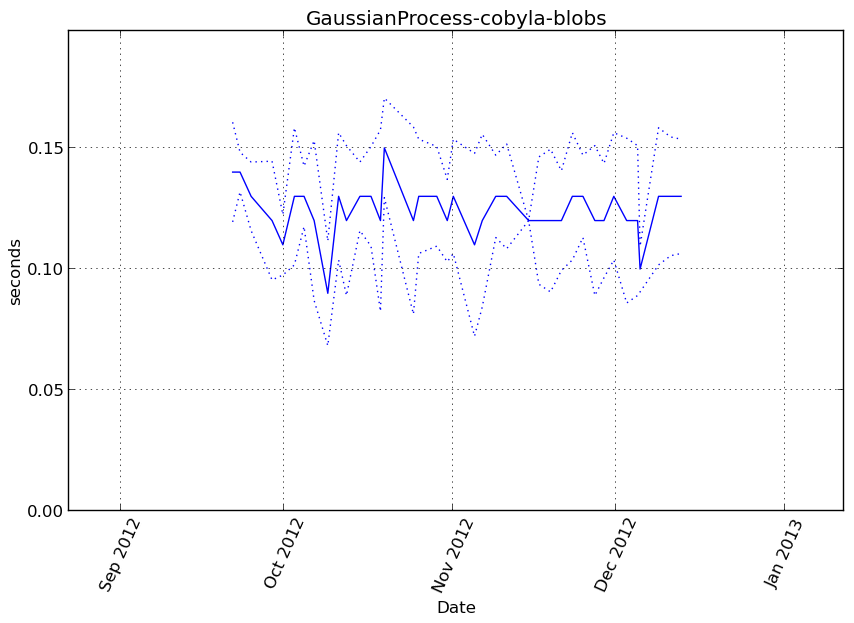 GaussianProcess-cobyla-blobs
seconds
0.15
0.10
0.05
0.00
Sep 2012
Oct 2012
Nov 2012
Dec 2012
Jan 2013
Date